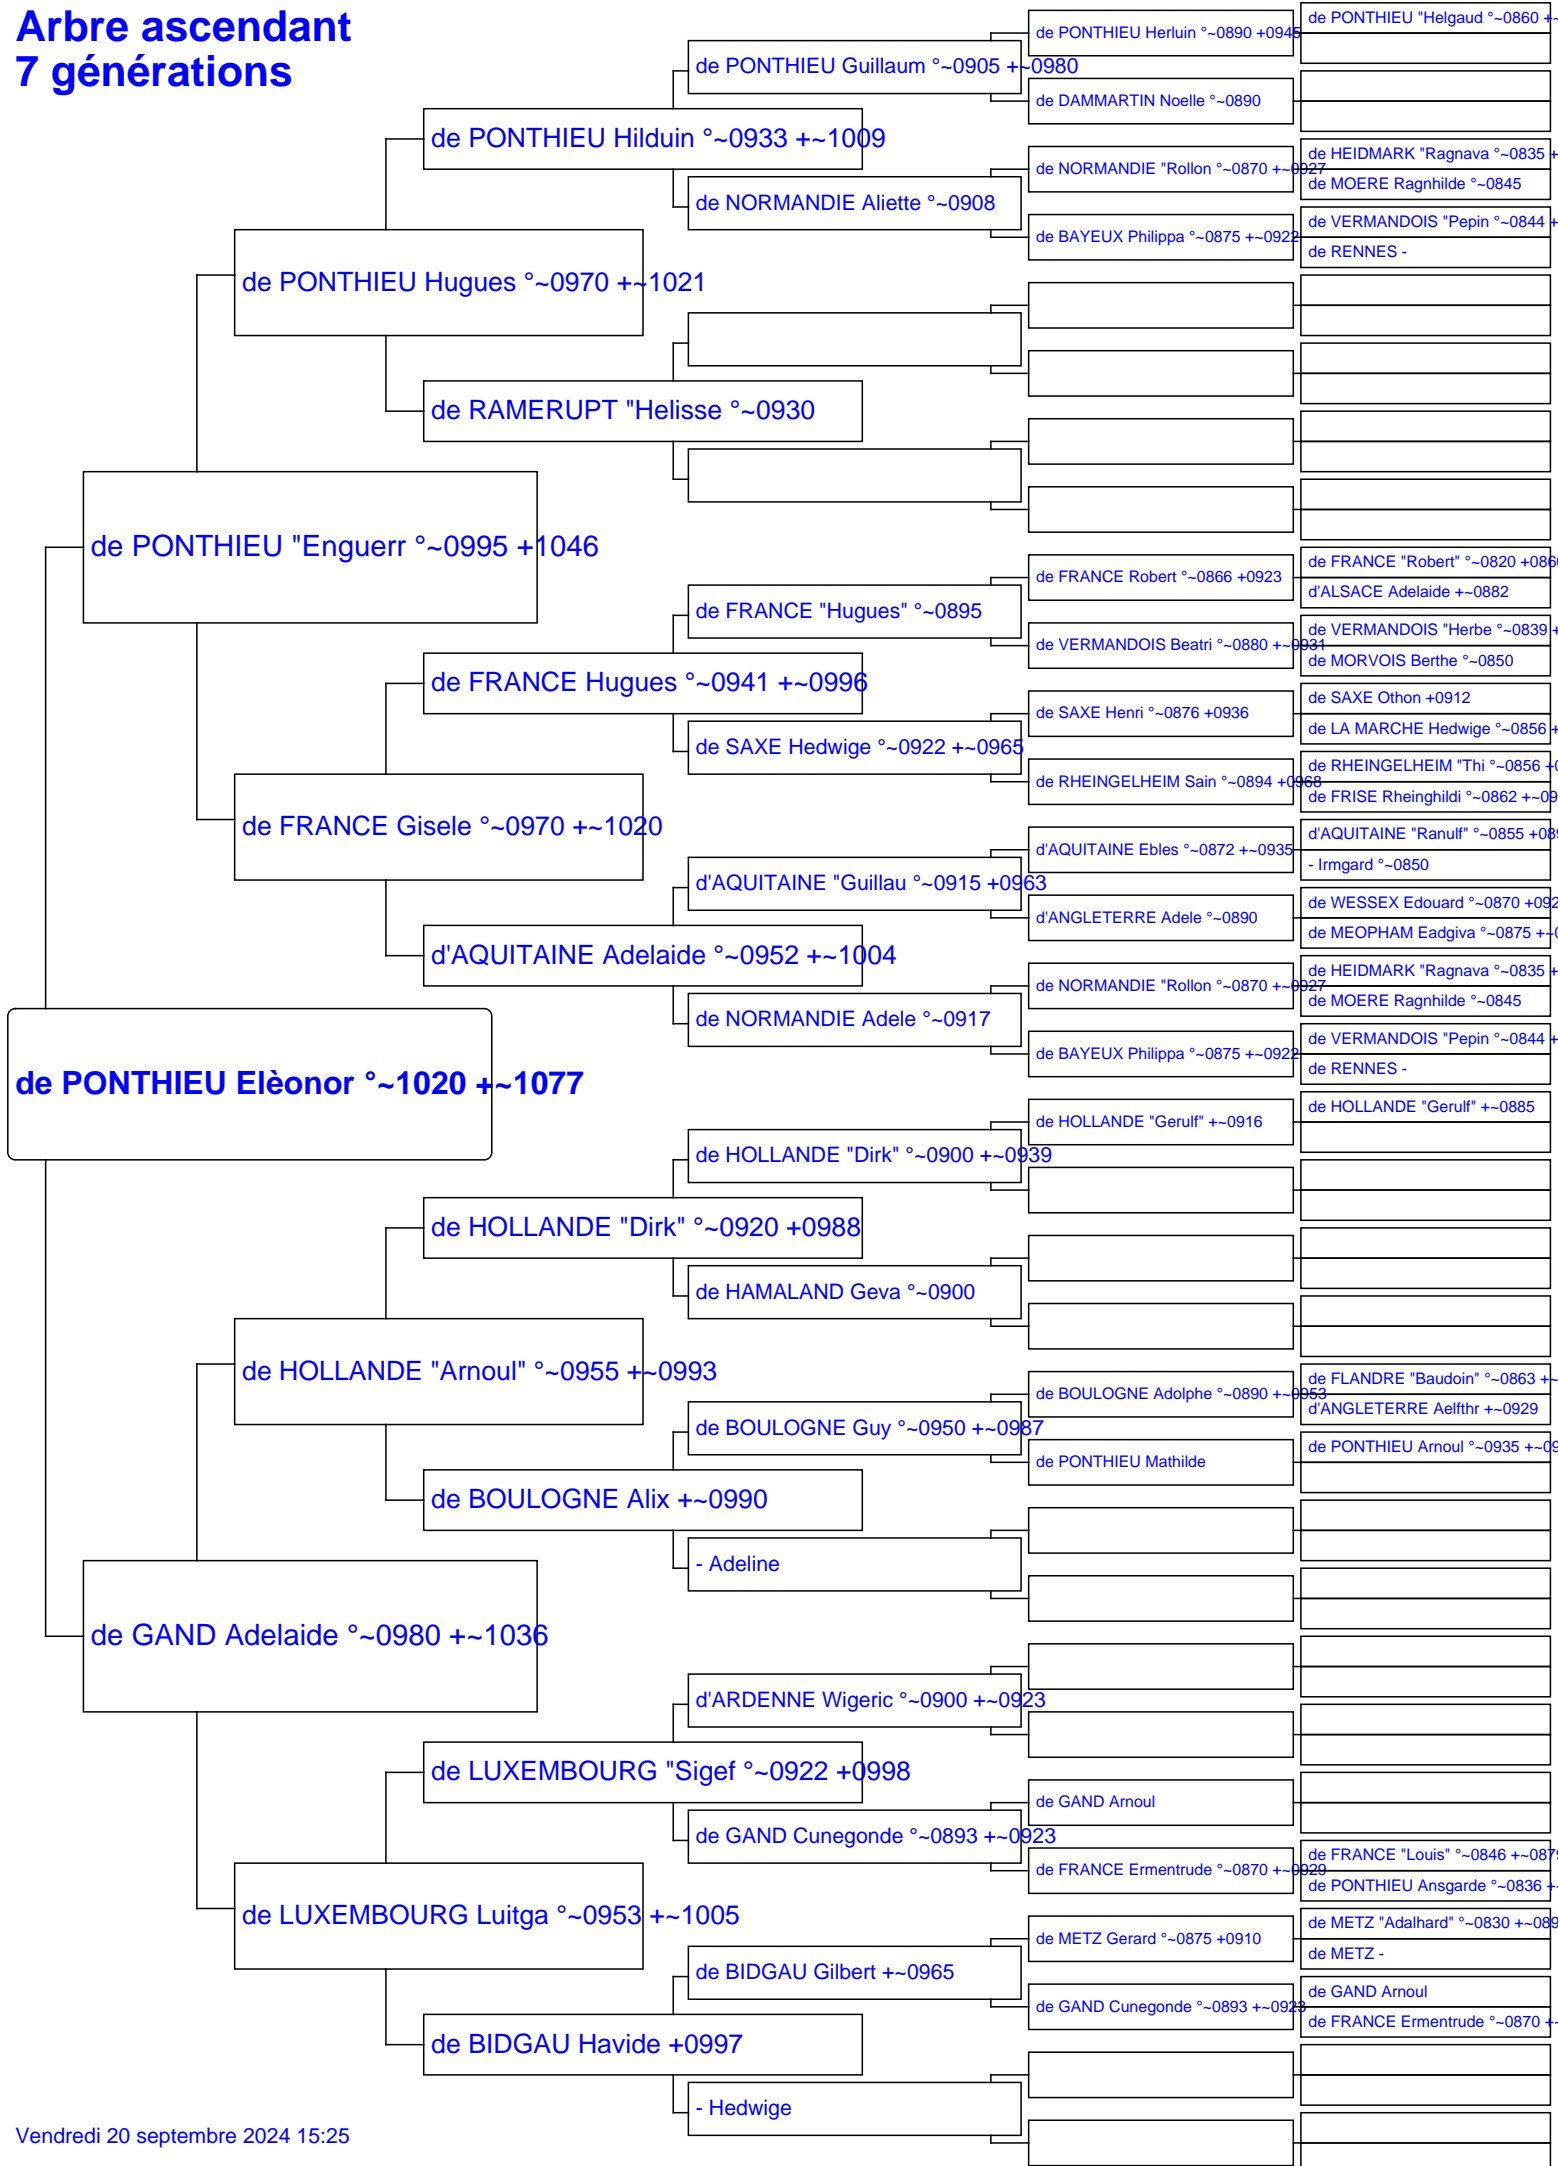 Arbre ascendant
7 générations
de PONTHIEU "Helgaud °~0860 +~
de PONTHIEU Herluin °~0890 +0945
de PONTHIEU Guillaum °~0905 +~0980
de DAMMARTIN Noelle °~0890
de PONTHIEU Hilduin °~0933 +~1009
de HEIDMARK "Ragnava °~0835 +
de NORMANDIE "Rollon °~0870 +~0927
de MOERE Ragnhilde °~0845
de NORMANDIE Aliette °~0908
de VERMANDOIS "Pepin °~0844 +
de BAYEUX Philippa °~0875 +~0922
de RENNES -
de PONTHIEU Hugues °~0970 +~1021
de RAMERUPT "Helisse °~0930
de PONTHIEU "Enguerr °~0995 +1046
de FRANCE "Robert" °~0820 +086
de FRANCE Robert °~0866 +0923
d'ALSACE Adelaide +~0882
de FRANCE "Hugues" °~0895
de VERMANDOIS "Herbe °~0839 +
de VERMANDOIS Beatri °~0880 +~0931
de MORVOIS Berthe °~0850
de FRANCE Hugues °~0941 +~0996
de SAXE Othon +0912
de SAXE Henri °~0876 +0936
de LA MARCHE Hedwige °~0856 +
de SAXE Hedwige °~0922 +~0965
de RHEINGELHEIM "Thi °~0856 +0
de RHEINGELHEIM Sain °~0894 +0968
de FRISE Rheinghildi °~0862 +~09
de FRANCE Gisele °~0970 +~1020
d'AQUITAINE "Ranulf" °~0855 +08
d'AQUITAINE Ebles °~0872 +~0935
- Irmgard °~0850
d'AQUITAINE "Guillau °~0915 +0963
de WESSEX Edouard °~0870 +092
d'ANGLETERRE Adele °~0890
de MEOPHAM Eadgiva °~0875 +~0
d'AQUITAINE Adelaide °~0952 +~1004
de HEIDMARK "Ragnava °~0835 +
de NORMANDIE "Rollon °~0870 +~0927
de MOERE Ragnhilde °~0845
de NORMANDIE Adele °~0917
de VERMANDOIS "Pepin °~0844 +
de BAYEUX Philippa °~0875 +~0922
de RENNES -
de PONTHIEU Elèonor °~1020 +~1077
de HOLLANDE "Gerulf" +~0885
de HOLLANDE "Gerulf" +~0916
de HOLLANDE "Dirk" °~0900 +~0939
de HOLLANDE "Dirk" °~0920 +0988
de HAMALAND Geva °~0900
de HOLLANDE "Arnoul" °~0955 +~0993
de FLANDRE "Baudoin" °~0863 +~
de BOULOGNE Adolphe °~0890 +~0953
d'ANGLETERRE Aelfthr +~0929
de BOULOGNE Guy °~0950 +~0987
de PONTHIEU Arnoul °~0935 +~09
de PONTHIEU Mathilde
de BOULOGNE Alix +~0990
- Adeline
de GAND Adelaide °~0980 +~1036
d'ARDENNE Wigeric °~0900 +~0923
de LUXEMBOURG "Sigef °~0922 +0998
de GAND Arnoul
de GAND Cunegonde °~0893 +~0923
de FRANCE "Louis" °~0846 +~0879
de FRANCE Ermentrude °~0870 +~0929
de PONTHIEU Ansgarde °~0836 +~
de LUXEMBOURG Luitga °~0953 +~1005
de METZ "Adalhard" °~0830 +~089
de METZ Gerard °~0875 +0910
de METZ -
de BIDGAU Gilbert +~0965
de GAND Arnoul
de GAND Cunegonde °~0893 +~0923
de FRANCE Ermentrude °~0870 +~
de BIDGAU Havide +0997
- Hedwige
Vendredi 20 septembre 2024 15:25